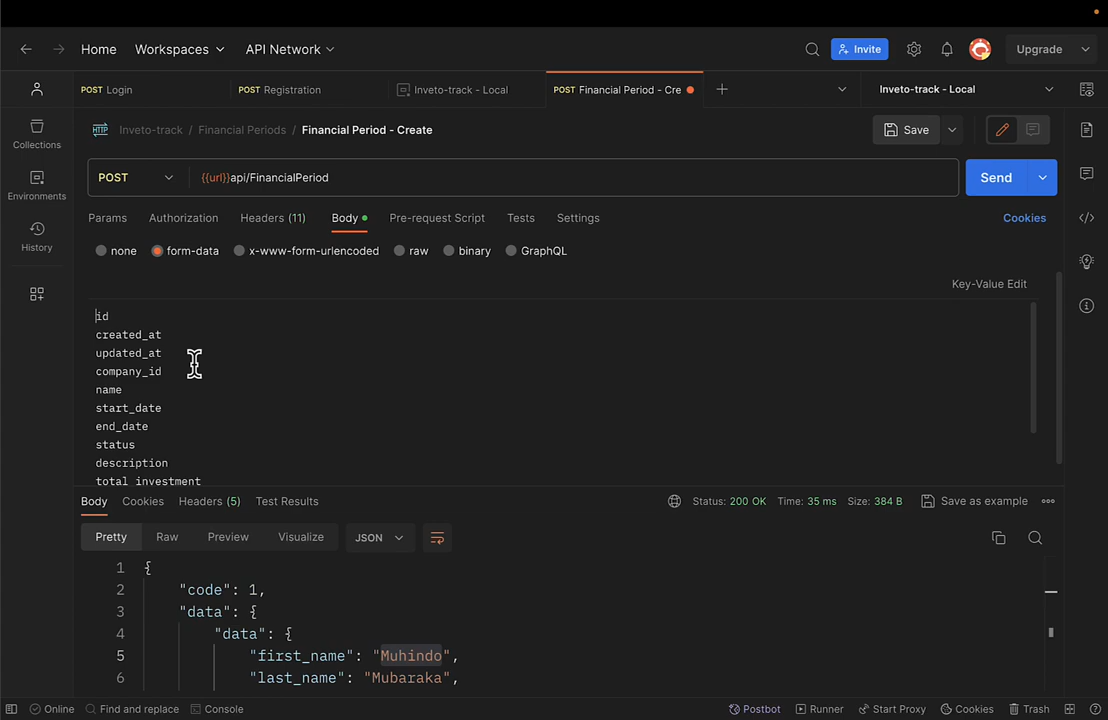 Home Workspaces API Network Invite Upgrade
POST Login POST Registration Inveto-track - Local POST Financial Period - Cre Inveto-track - Local
HTTP Inveto-track / Financial Periods / Financial Period - Create Save
Collections
POST {{url}}api/FinancialPeriod Send
Environments
Params Authorization Headers (11) Body Pre-request Script Tests Settings Cookies
History
none form-data x-www-form-urlencoded raw binary GraphQL
Key-Value Edit
id
created_at
updated_at
company_id
name
start_date
end_date
status
description
total_investment
Body Cookies Headers (5) Test Results Status: 200 OK Time: 35 ms Size: 384 B Save as example
Pretty Raw Preview Visualize JSON
1 {
2 "code": 1,
3 "data": {
4 "data": {
5 "first_name": "Muhindo",
6 "last_name": "Mubaraka",
Online Find and replace Console Postbot Runner Start Proxy Cookies Trash